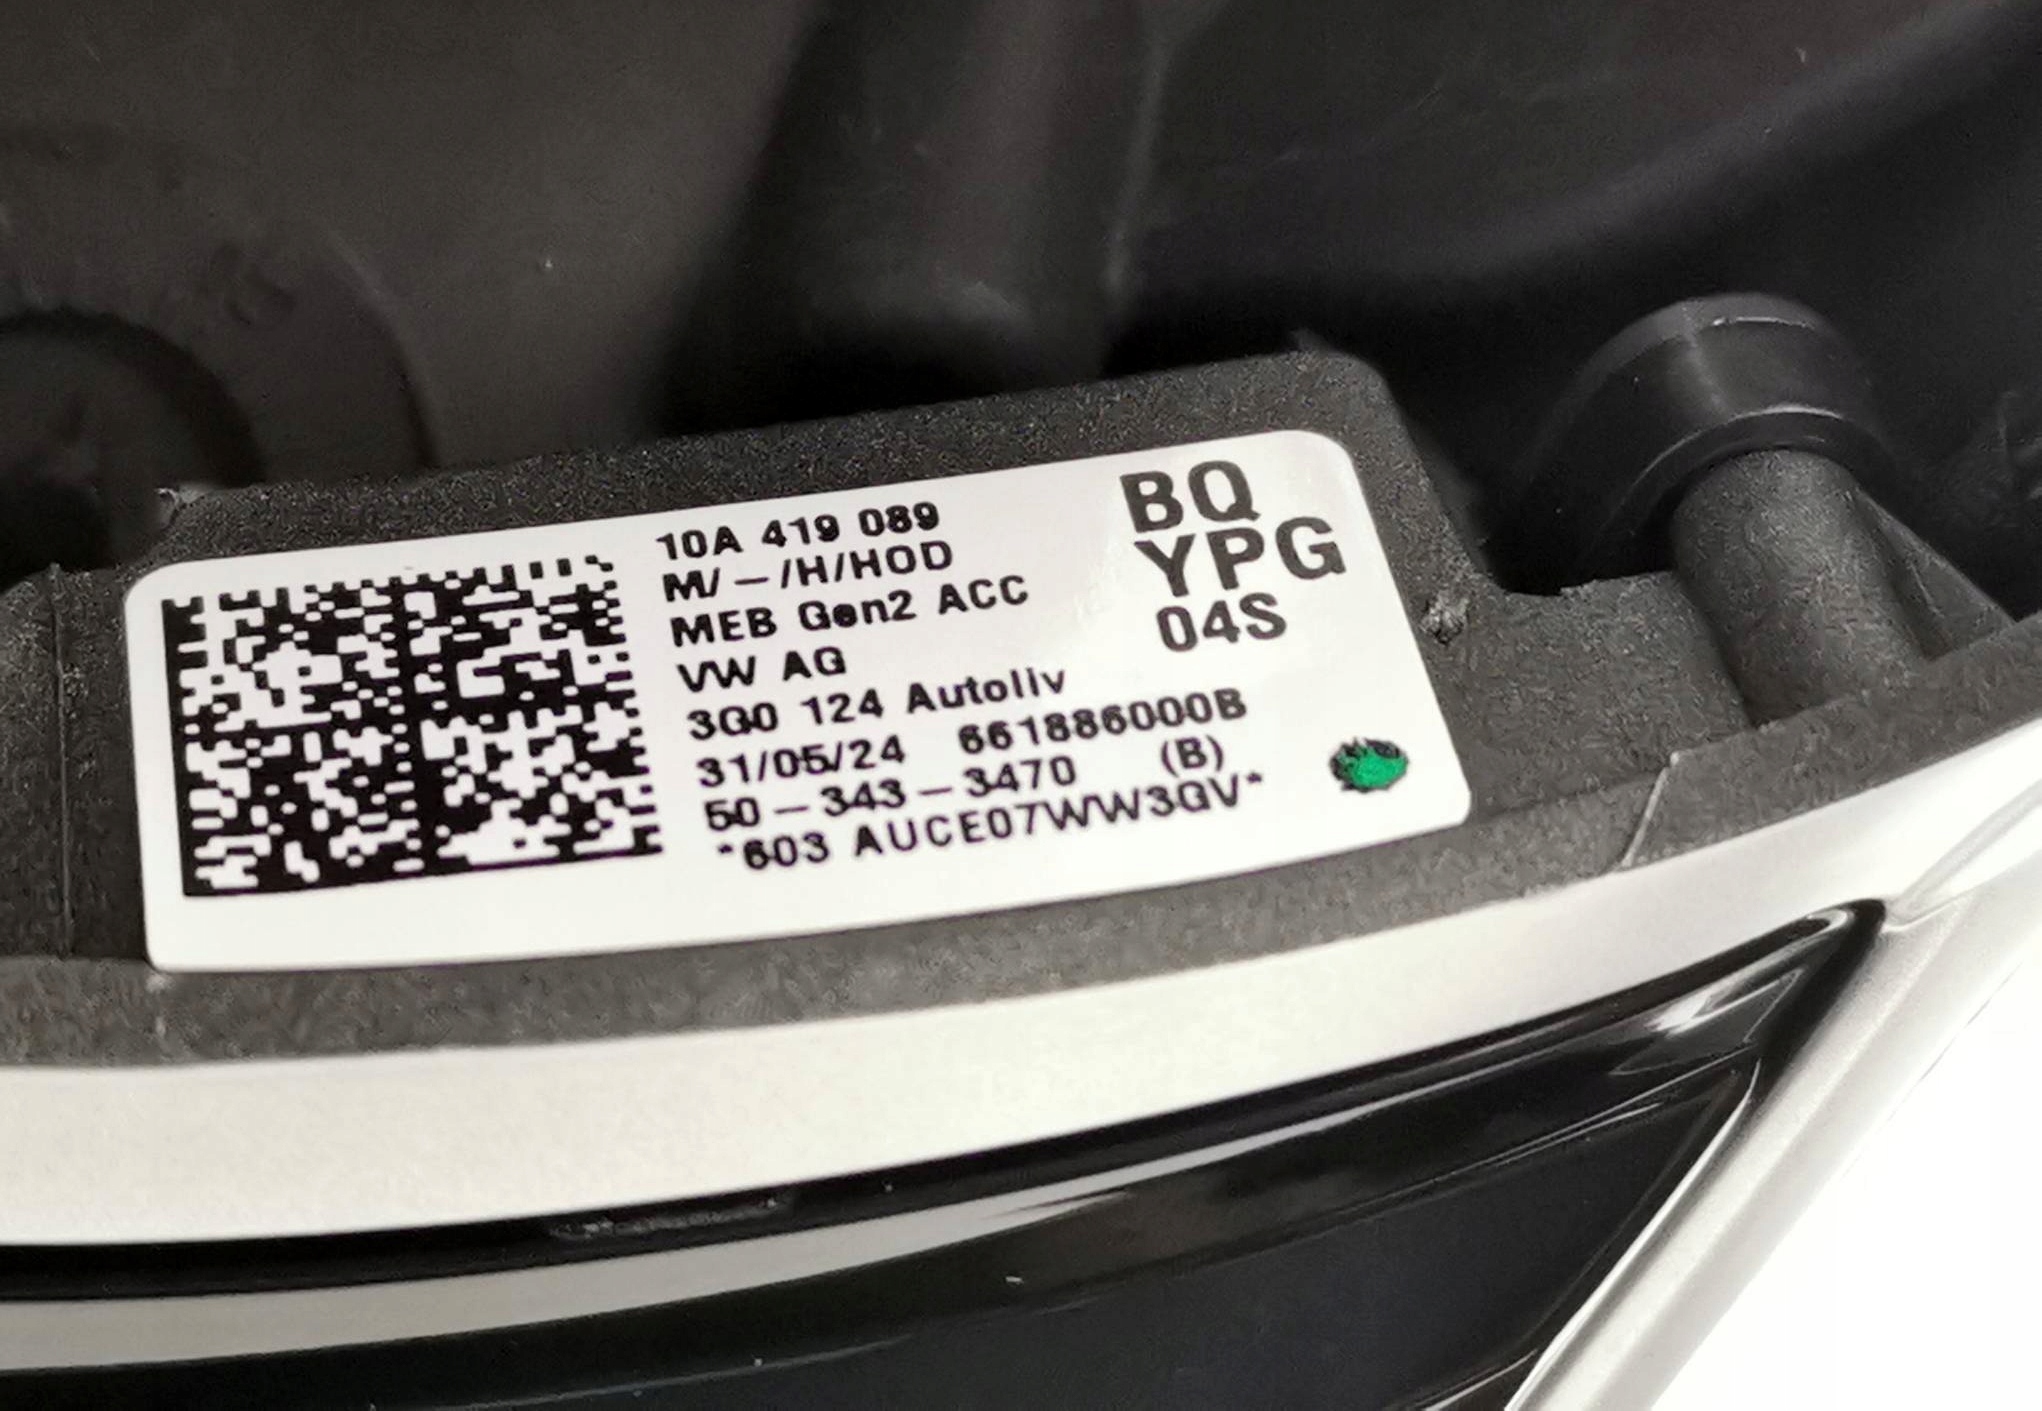 10A 419 089
M/-/H/HOD
MEB Gen2 ACC
VW AG
3Q0 124 Autoliv
31/05/24 661886000B
50-343-3470 (B)
*603 AUCE07WW3GV*
BQ
YPG
04S